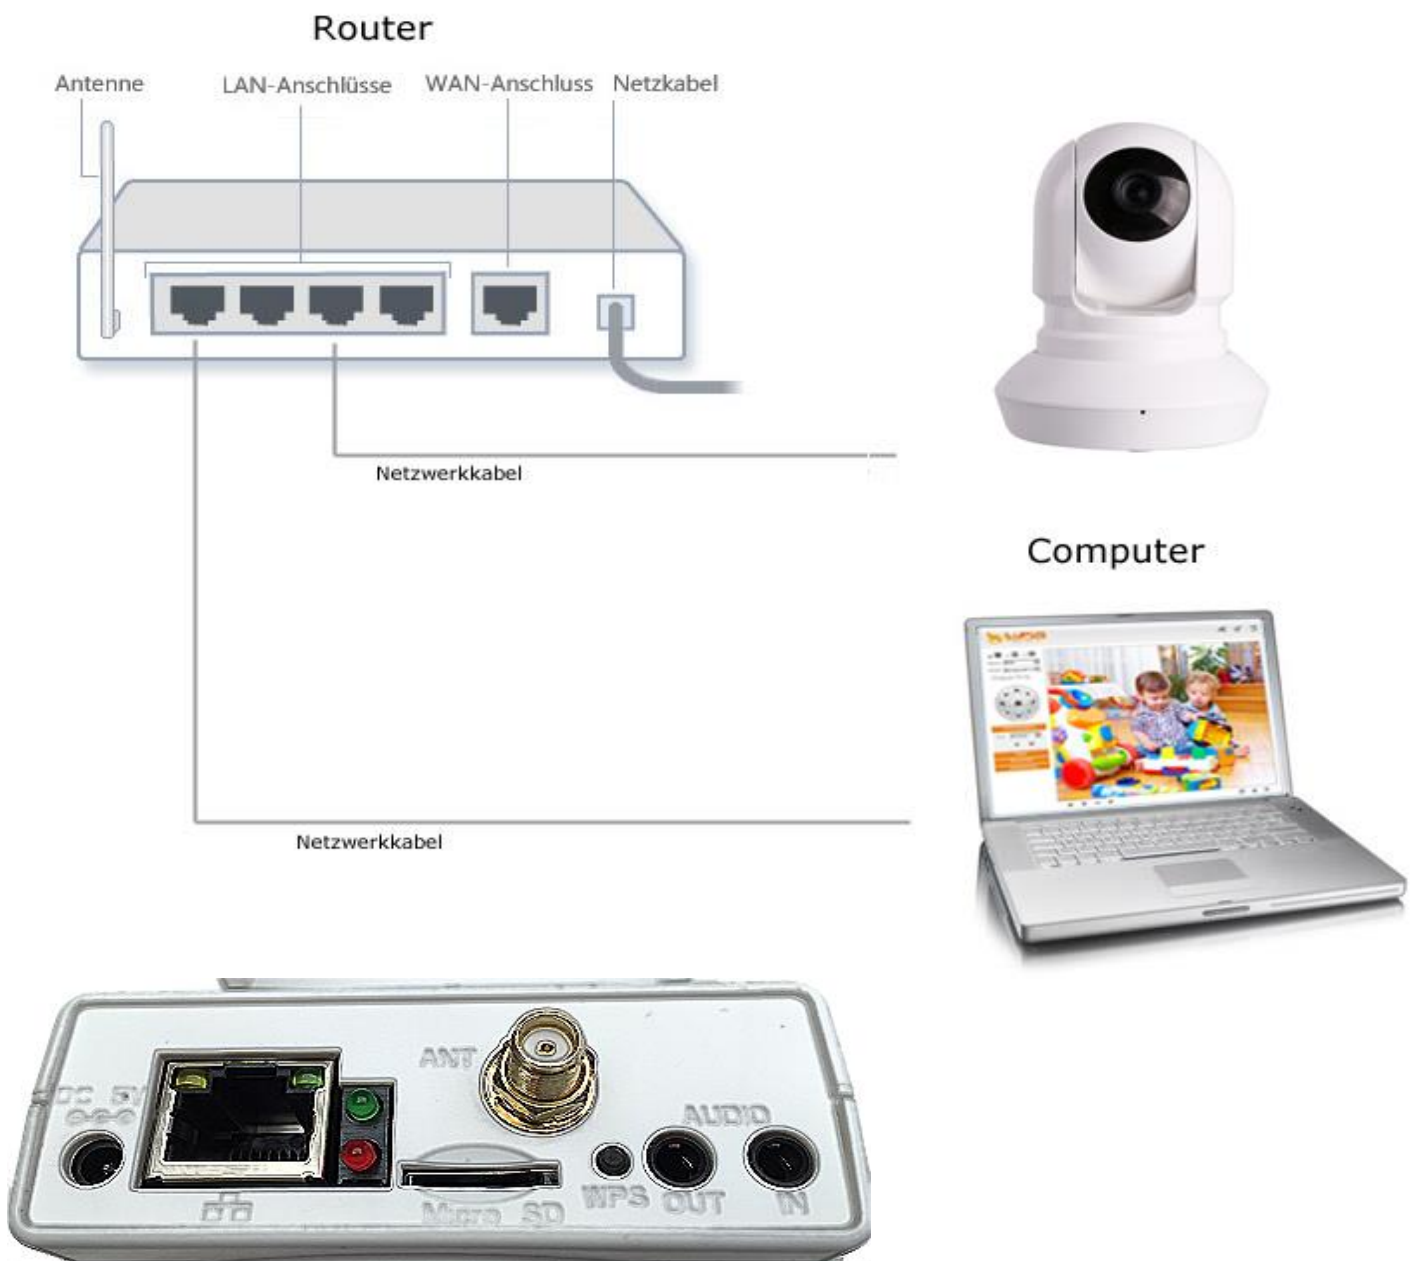 Router
Antenne
LAN-Anschlüsse
WAN-Anschluss
Netzkabel
Netzwerkkabel
Computer
Netzwerkkabel
DC 5V
ANT
AUDIO
Micro SD
WPS
OUT
IN